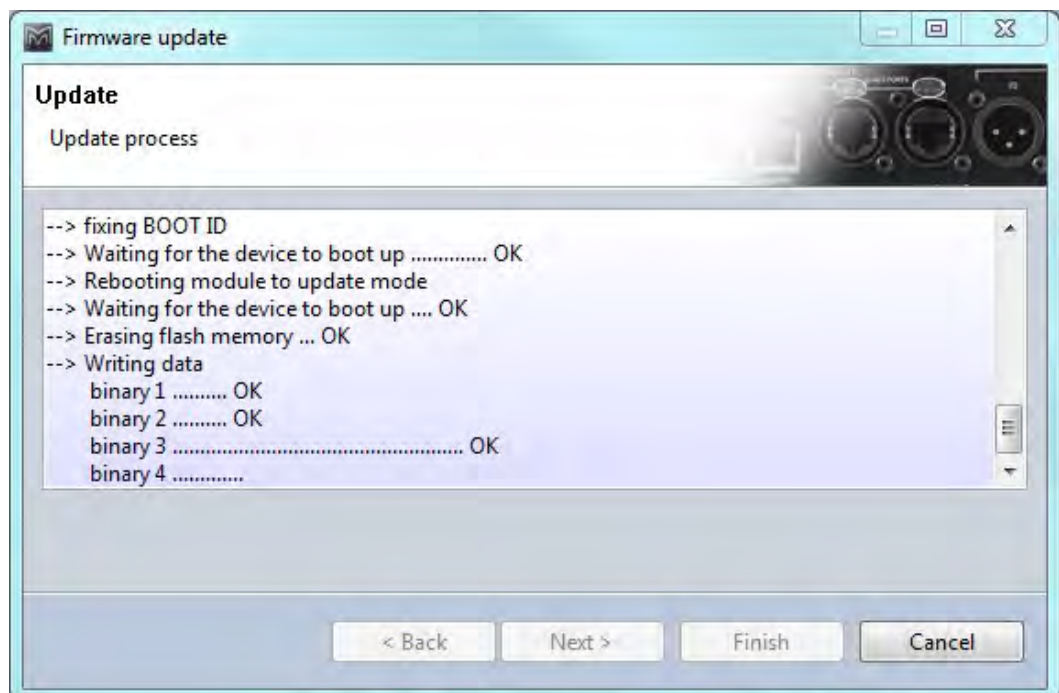 Firmware update
Update
Update process
--> fixing BOOT ID
--> Waiting for the device to boot up .............. OK
--> Rebooting module to update mode
--> Waiting for the device to boot up .... OK
--> Erasing flash memory ... OK
--> Writing data
binary 1 .......... OK
binary 2 .......... OK
binary 3 ..................................................... OK
binary 4 .............
< Back
Next >
Finish
Cancel